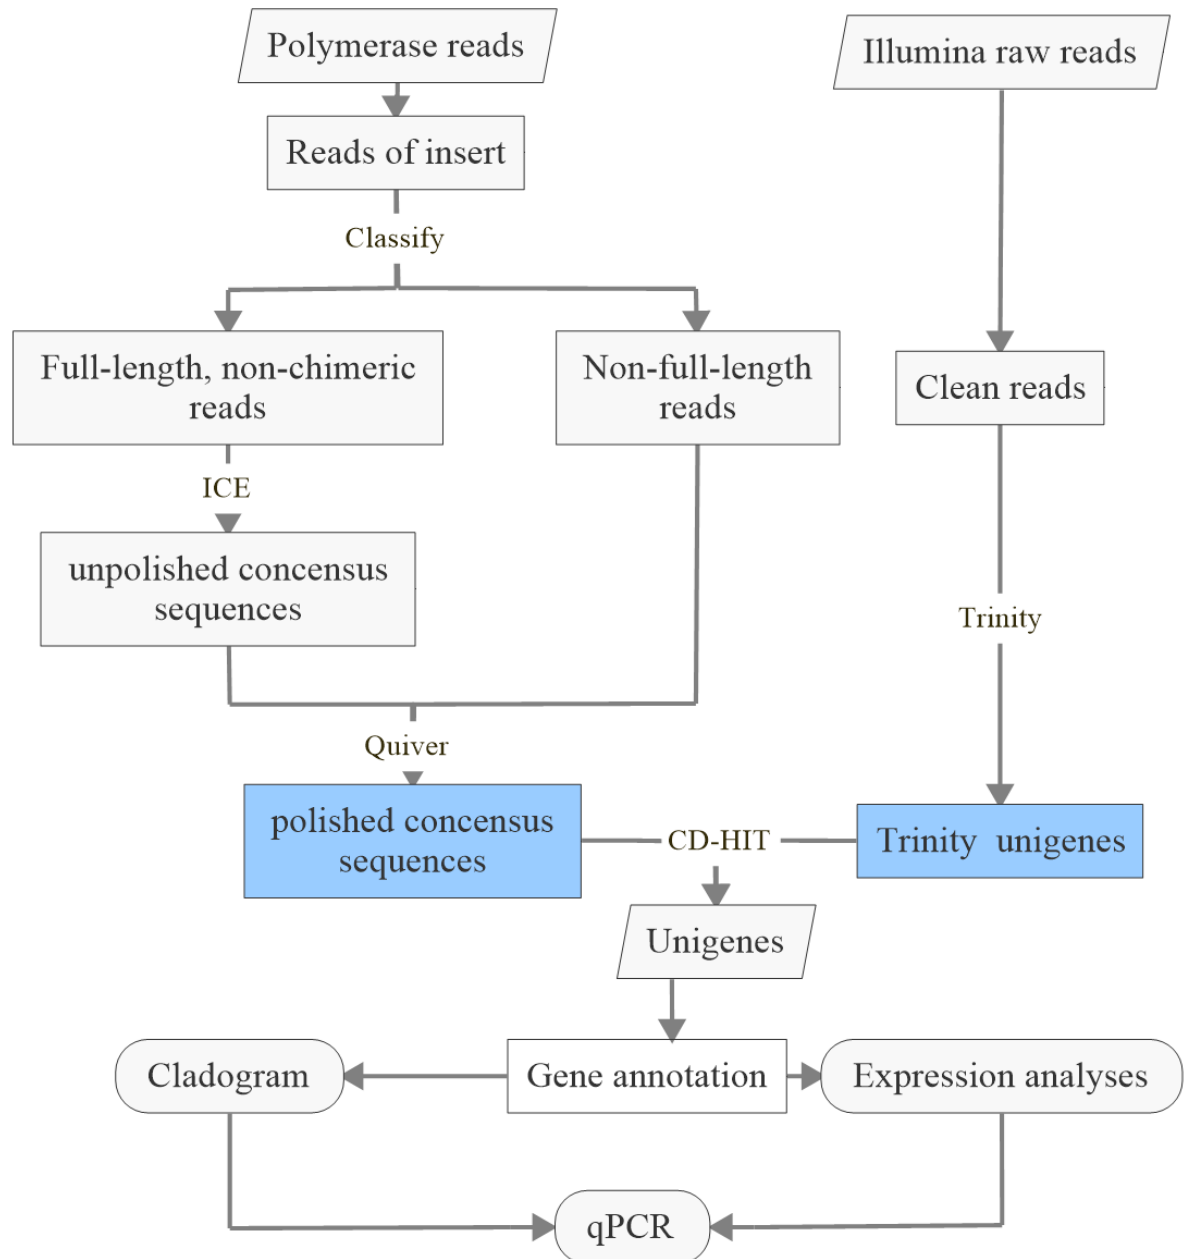 Polymerase reads
Illumina raw reads
Reads of insert
Classify
Full-length, non-chimeric
reads
Non-full-length
reads
Clean reads
ICE
unpolished concensus
sequences
Trinity
Quiver
polished concensus
sequences
CD-HIT
Trinity unigenes
Unigenes
Cladogram
Gene annotation
Expression analyses
qPCR